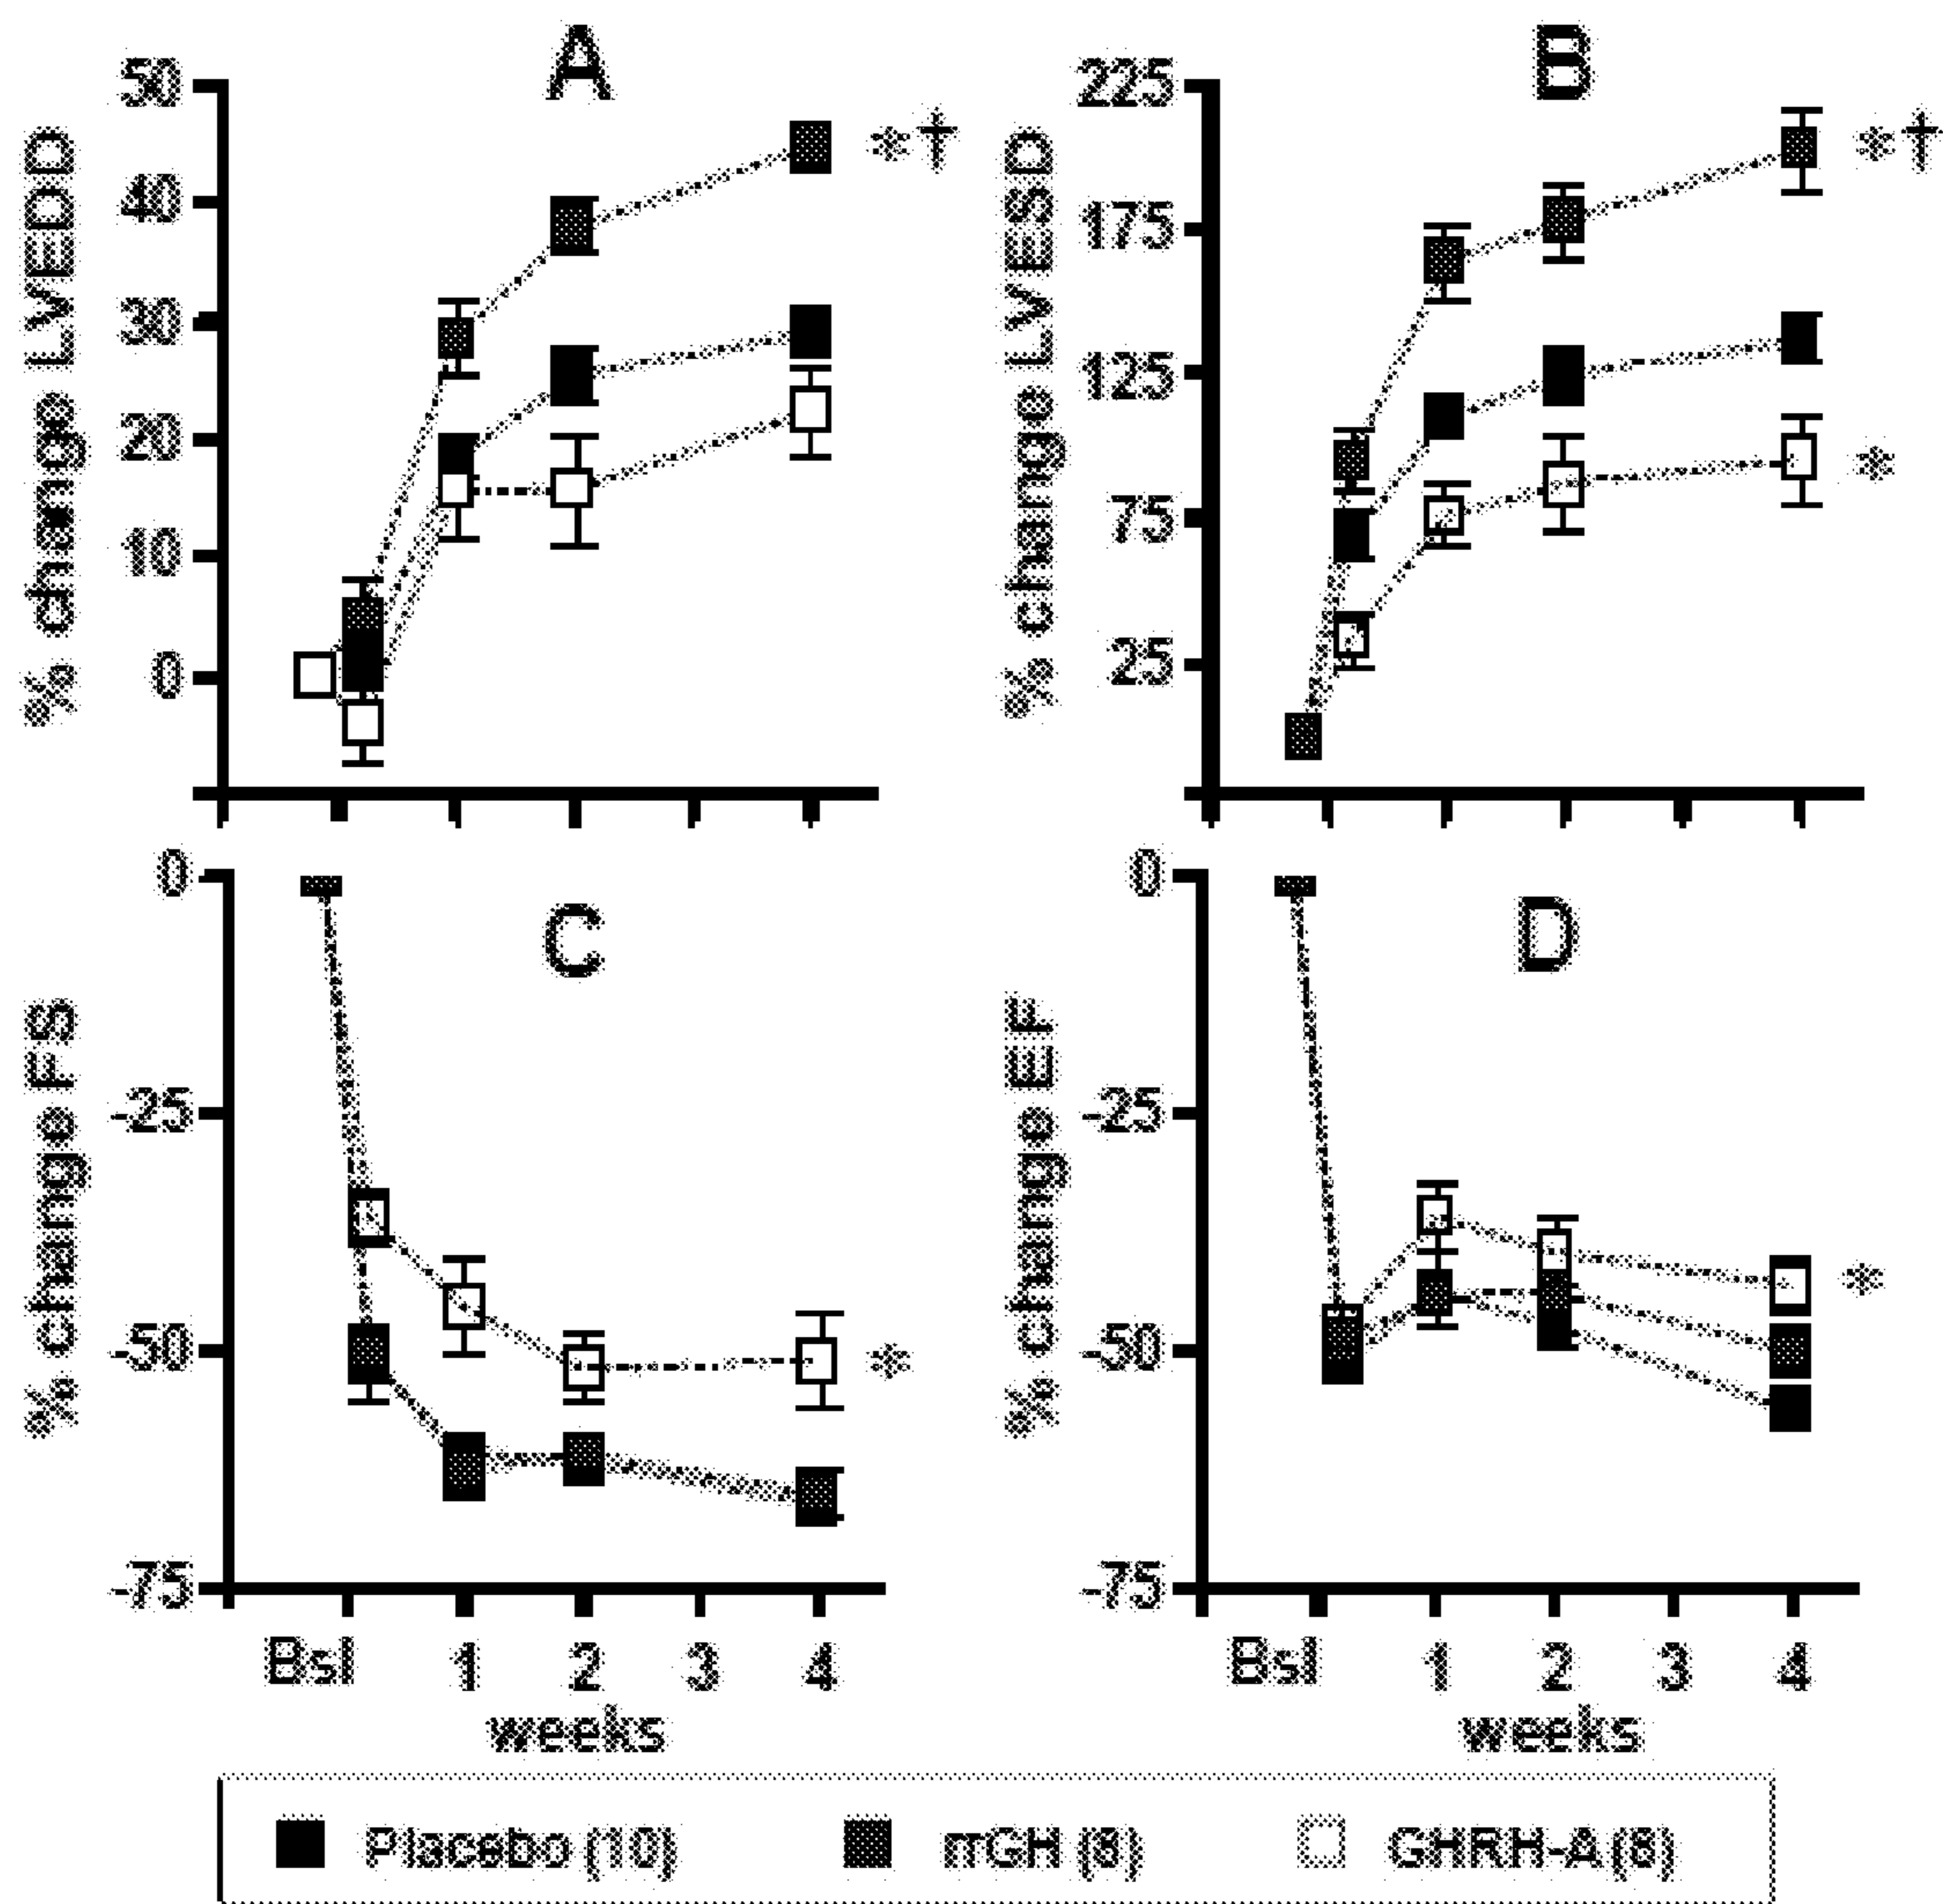 A
50
40
30
20
10
0
% change LVEDD
*†
B
225
175
125
75
25
% change LVESD
*†
*
C
0
-25
-50
-75
% change FS
*
Bsl 1 2 3 4
weeks
D
0
-25
-50
-75
% change EF
*
Bsl 1 2 3 4
weeks
Placebo (10) rrGH (8) GHRH-A (8)